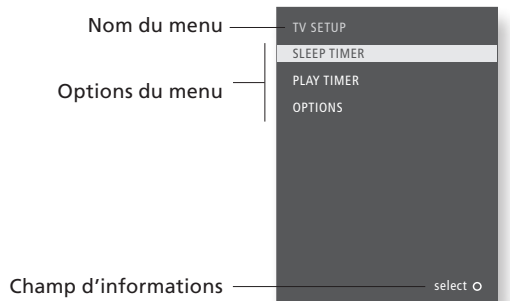 Nom du menu
TV SETUP
SLEEP TIMER
Options du menu
PLAY TIMER
OPTIONS
Champ d’informations
select